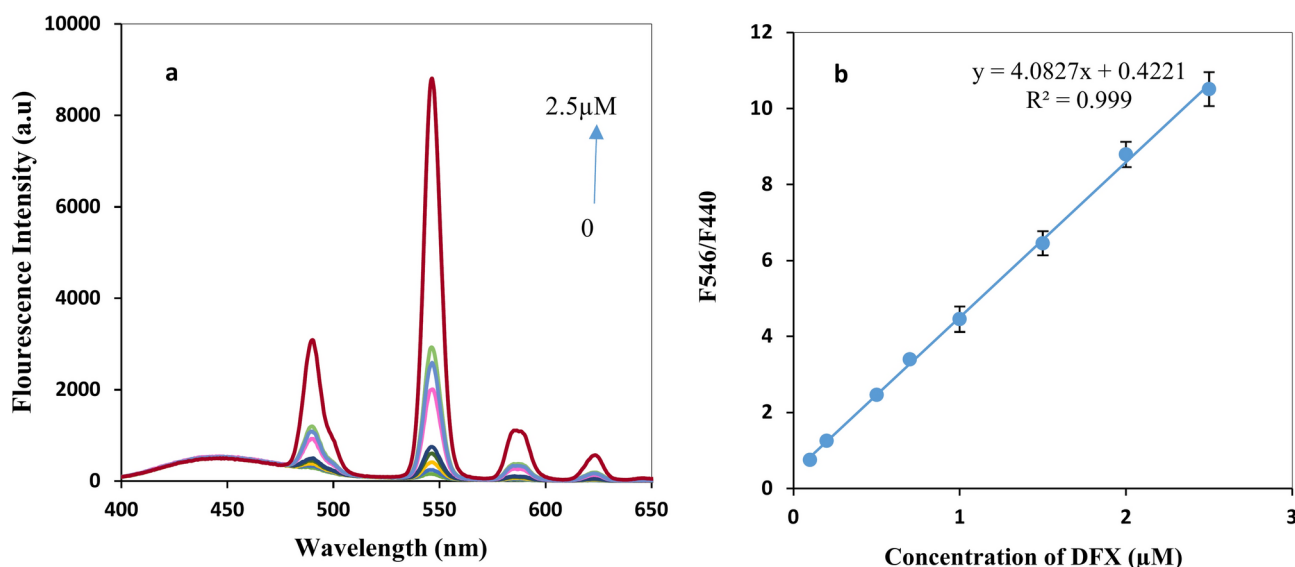 a
2.5µM
0
Flourescence Intensity (a.u)
10000
8000
6000
4000
2000
0
400 450 500 550 600 650
Wavelength (nm)
b
y = 4.0827x + 0.4221
R² = 0.999
F546/F440
12
10
8
6
4
2
0
0 1 2 3
Concentration of DFX (µM)